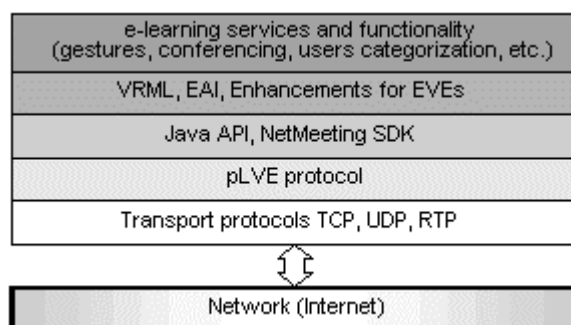 e-learning services and functionality
(gestures, conferencing, users categorization, etc.)
VRML, EAI, Enhancements for EVEs
Java API, NetMeeting SDK
pLVE protocol
Transport protocols TCP, UDP, RTP
Network (Internet)